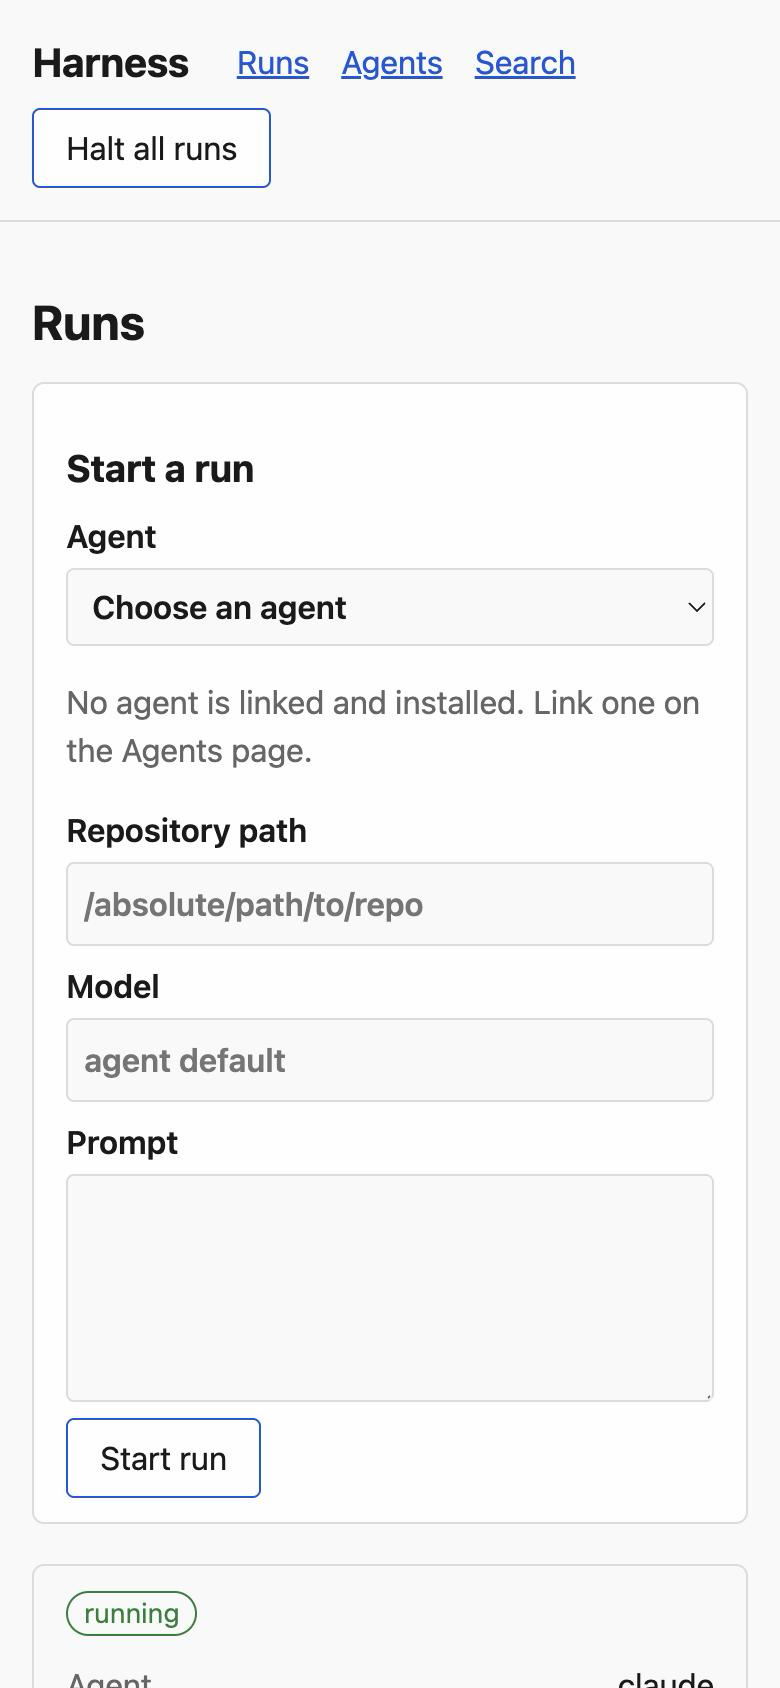 Harness Runs Agents Search
Halt all runs
Runs
Start a run
Agent
Choose an agent
No agent is linked and installed. Link one on
the Agents page.
Repository path
/absolute/path/to/repo
Model
agent default
Prompt
Start run
running
Agent claude